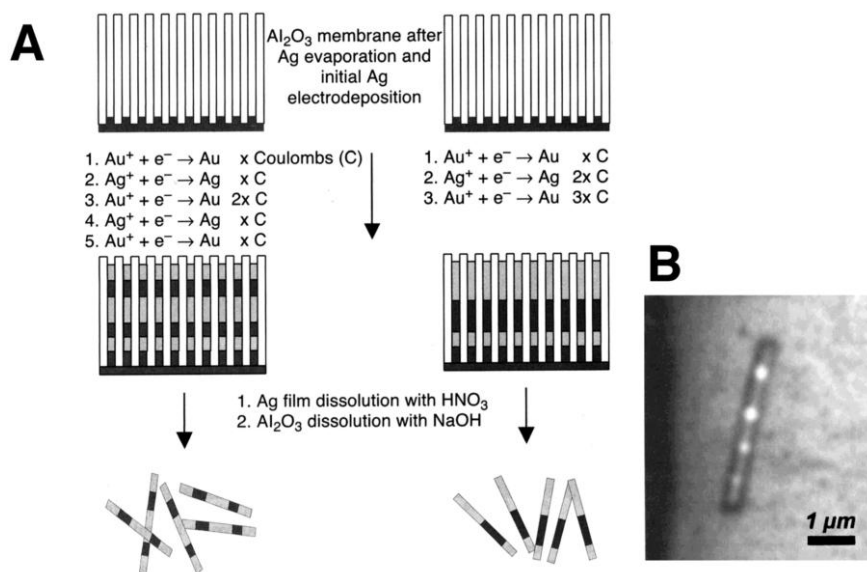 A
Al₂O₃ membrane after
Ag evaporation and
initial Ag
electrodeposition
1. Au⁺ + e⁻ → Au x Coulombs (C)
2. Ag⁺ + e⁻ → Ag x C
3. Au⁺ + e⁻ → Au 2x C
4. Ag⁺ + e⁻ → Ag x C
5. Au⁺ + e⁻ → Au x C
1. Au⁺ + e⁻ → Au x C
2. Ag⁺ + e⁻ → Ag 2x C
3. Au⁺ + e⁻ → Au 3x C
1. Ag film dissolution with HNO₃
2. Al₂O₃ dissolution with NaOH
B
1 µm